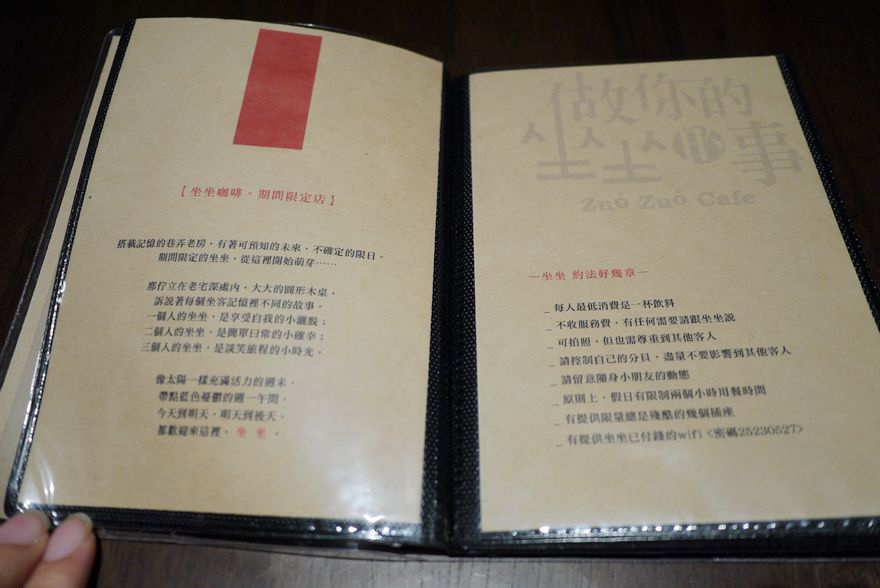 【坐坐咖啡。期間限定店】
搭載記憶的巷弄老房，有著可預知的未來，不確定的限日。
期間限定的坐坐，從這裡開始萌芽……
那佇立在老宅深處內，大大的圓形木桌，
訴說著每個坐客記憶裡不同的故事。
一個人的坐坐，是享受自我的小灑脫；
二個人的坐坐，是簡單日常的小確幸；
三個人的坐坐，是談笑旅程的小時光。
像太陽一樣充滿活力的週末，
帶點藍色憂鬱的週一午間，
今天到明天，明天到後天，
都歡迎來這裡，坐 坐 。
做你的
坐坐 事
Zuo Zuo Cafe
—坐坐 約法好幾章—
_ 每人最低消費是一杯飲料
_ 不收服務費，有任何需要請跟坐坐說
_ 可拍照，但也需尊重到其他客人
_ 請控制自己的分貝，盡量不要影響到其他客人
_ 請留意隨身小朋友的動態
_ 原則上，假日有限制兩個小時用餐時間
_ 有提供限量總是殘酷的幾個插座
_ 有提供坐坐已付錢的wifi <密碼25230527>